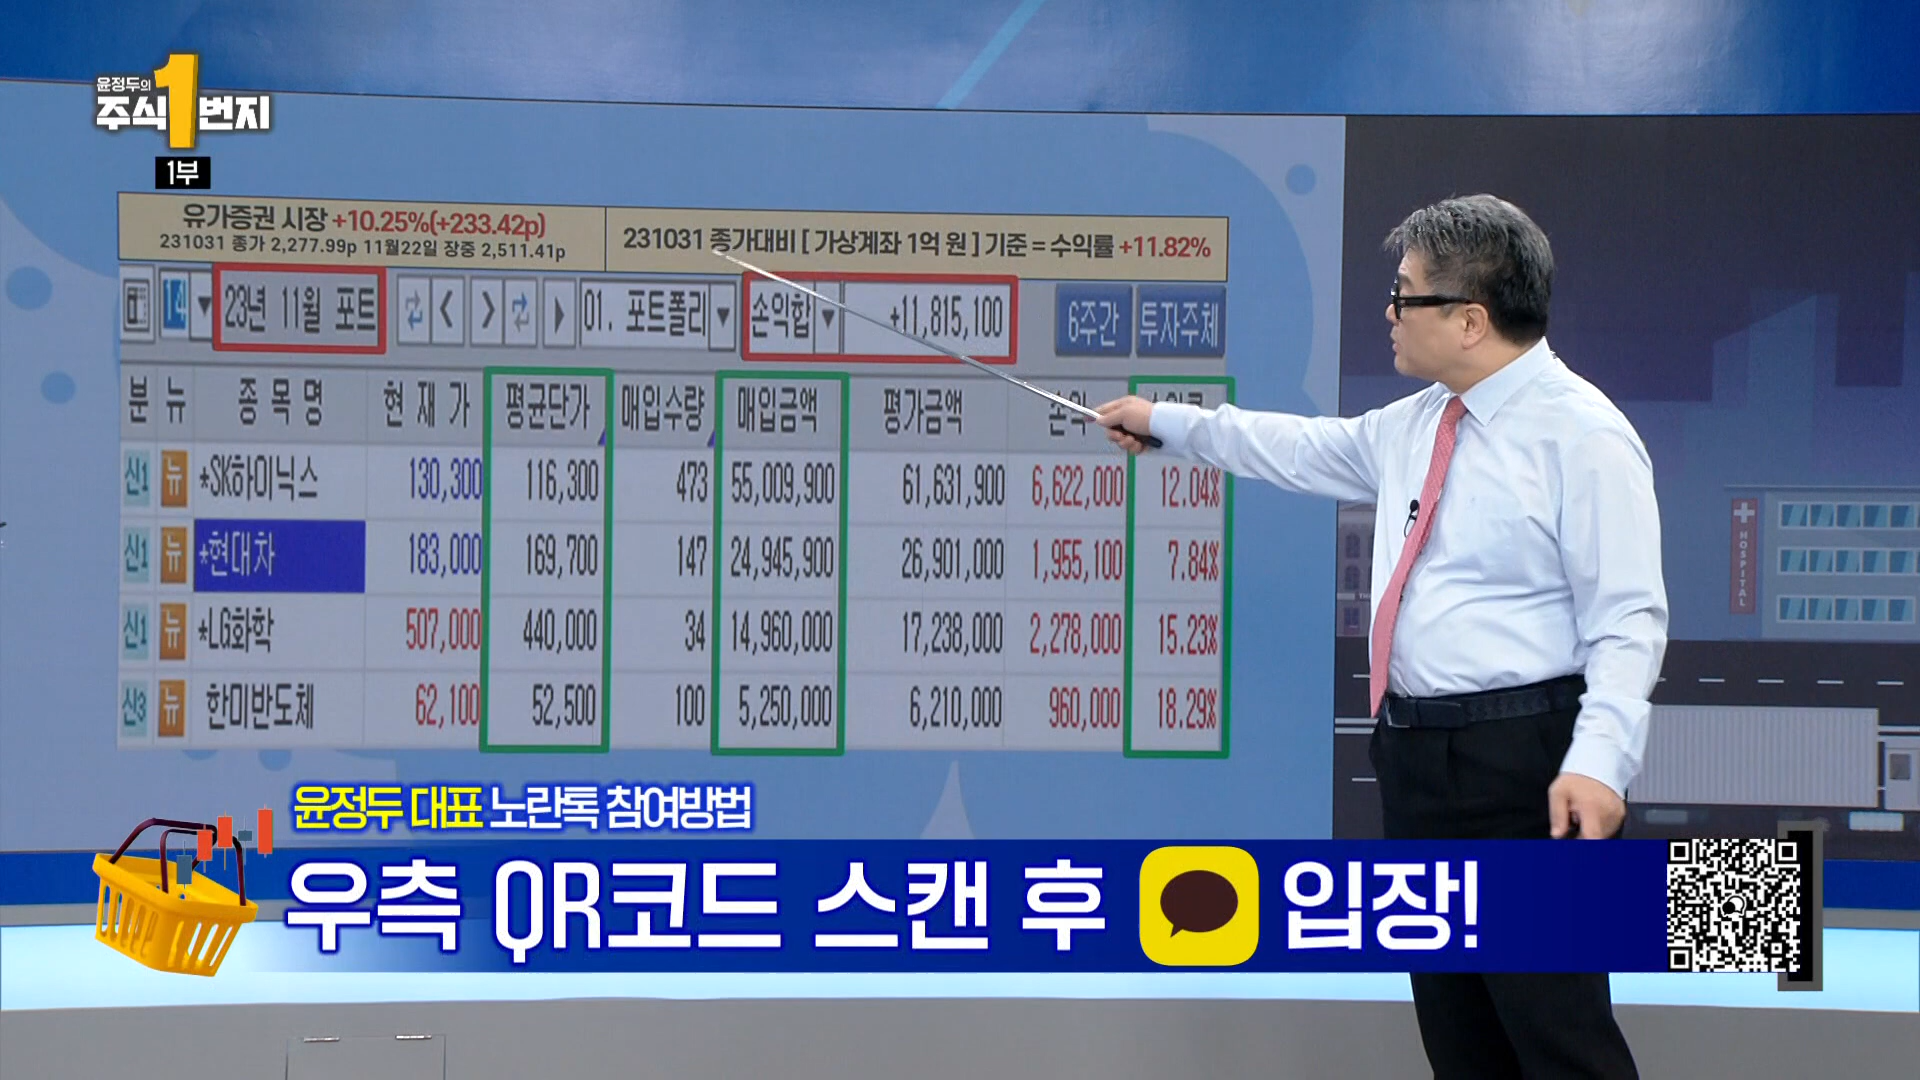 윤정두의
주식1번지
1부
유가증권 시장 +10.25%(+233.42p)
231031 종가 2,277.99p 11월22일 장중 2,511.41p
231031 종가대비 [ 가상계좌 1억 원 ] 기준 = 수익률 +11.82%
14 23년 11월 포트 01. 포트폴리 손익합 +11,815,100 6주간 투자주체
분 뉴 종목명 현재가 평균단가 매입수량 매입금액 평가금액 손익
신1 뉴 *SK하이닉스 130,300 116,300 473 55,009,900 61,631,900 6,622,000 12.04%
신1 뉴 *현대차 183,000 169,700 147 24,945,900 26,901,000 1,955,100 7.84%
신1 뉴 *LG화학 507,000 440,000 34 14,960,000 17,238,000 2,278,000 15.23%
신3 뉴 한미반도체 62,100 52,500 100 5,250,000 6,210,000 960,000 18.29%
HOSPITAL
윤정두 대표 노란톡 참여방법
우측 QR코드 스캔 후 입장!